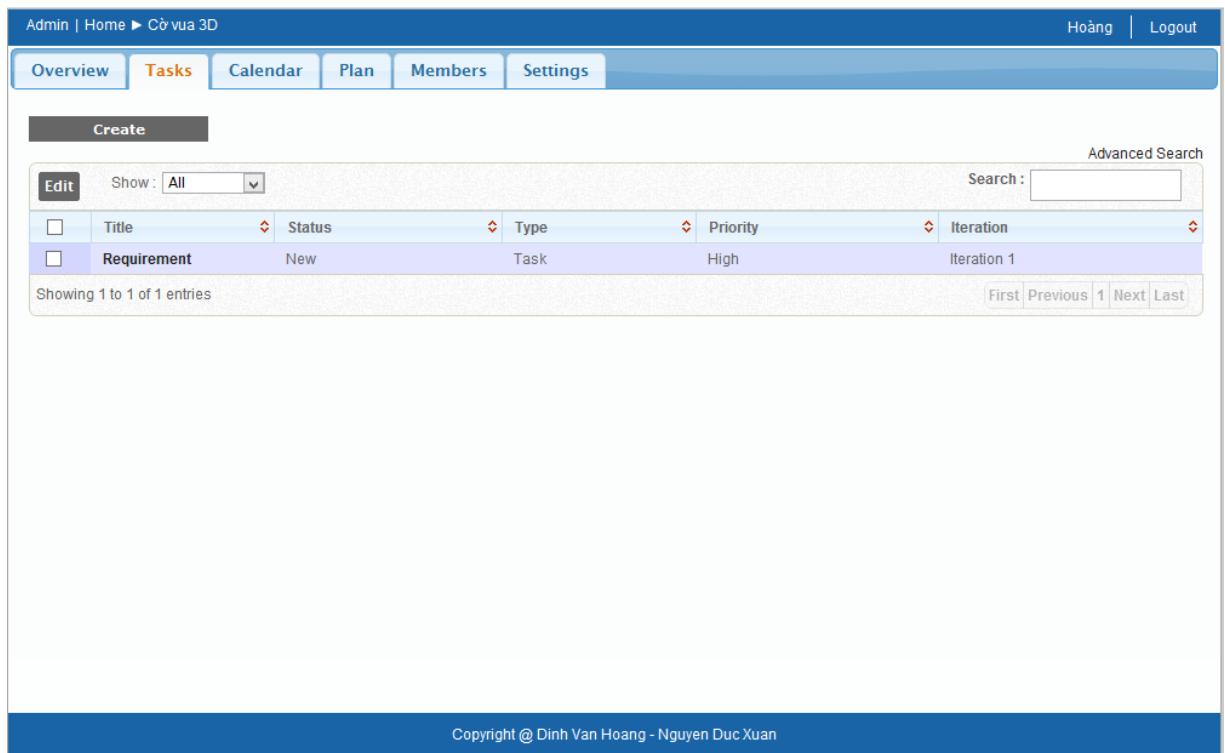 Admin | Home ► Cờ vua 3D Hoàng | Logout
Overview Tasks Calendar Plan Members Settings
Create
Advanced Search
Edit Show : All Search :
Title Status Type Priority Iteration
Requirement New Task High Iteration 1
Showing 1 to 1 of 1 entries First Previous 1 Next Last
Copyright @ Dinh Van Hoang - Nguyen Duc Xuan